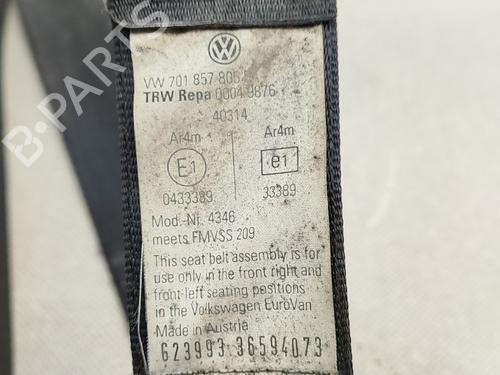 VW 701 857 806
TRW Repa 0004 9876
40314
Ar4m
Ar4m
E1
e1
0433389
33389
Mod.-Nr. 4346
meets FMVSS 209
This seat belt assembly is for
use only in the front right and
front-left seating positions
in the Volkswagen EuroVan
Made in Austria
623993 36594073
B-PARTS